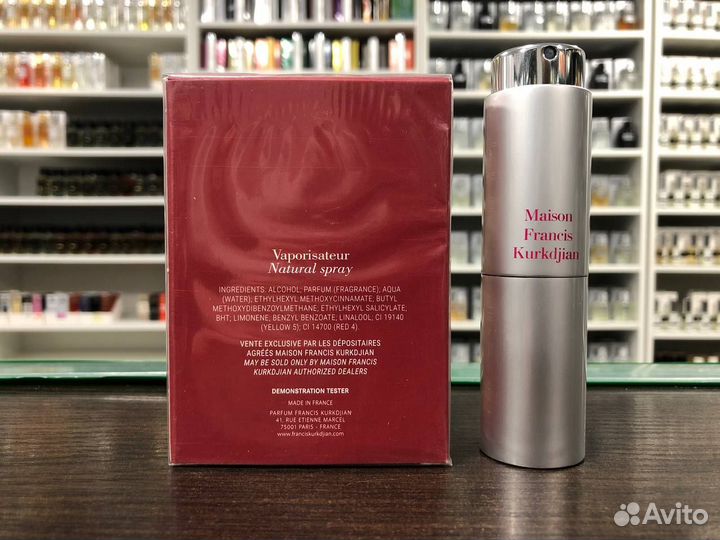 Vaporisateur
Natural spray
INGREDIENTS: ALCOHOL; PARFUM (FRAGRANCE); AQUA
(WATER); ETHYLHEXYL METHOXYCINNAMATE; BUTYL
METHOXYDIBENZOYLMETHANE; ETHYLHEXYL SALICYLATE;
BHT; LIMONENE; BENZYL BENZOATE; LINALOOL; CI 19140
(YELLOW 5); CI 14700 (RED 4).
VENTE EXCLUSIVE PAR LES DÉPOSITAIRES
AGRÉÉS MAISON FRANCIS KURKDJIAN
MAY BE SOLD ONLY BY MAISON FRANCIS
KURKDJIAN AUTHORIZED DEALERS
DEMONSTRATION TESTER
MADE IN FRANCE
PARFUM FRANCIS KURKDJIAN
41, RUE ETIENNE MARCEL
75001 PARIS - FRANCE
www.franciskurkdjian.com
Maison
Francis
Kurkdjian
Avito